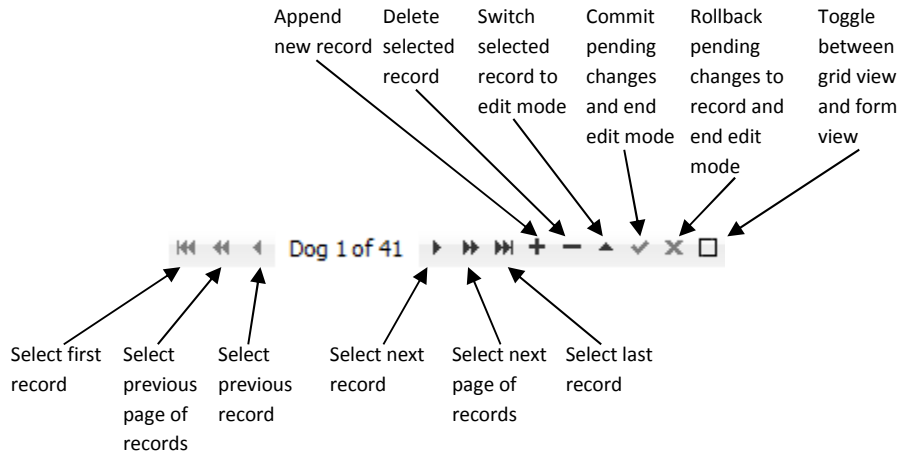 Append
new record
Delete
selected
record
Switch
selected
record to
edit mode
Commit
pending
changes
and end
edit mode
Rollback
pending
changes to
record and
end edit
mode
Toggle
between
grid view
and form
view
Dog 1 of 41
Select first
record
Select
previous
page of
records
Select
previous
record
Select next
record
Select next
page of
records
Select last
record